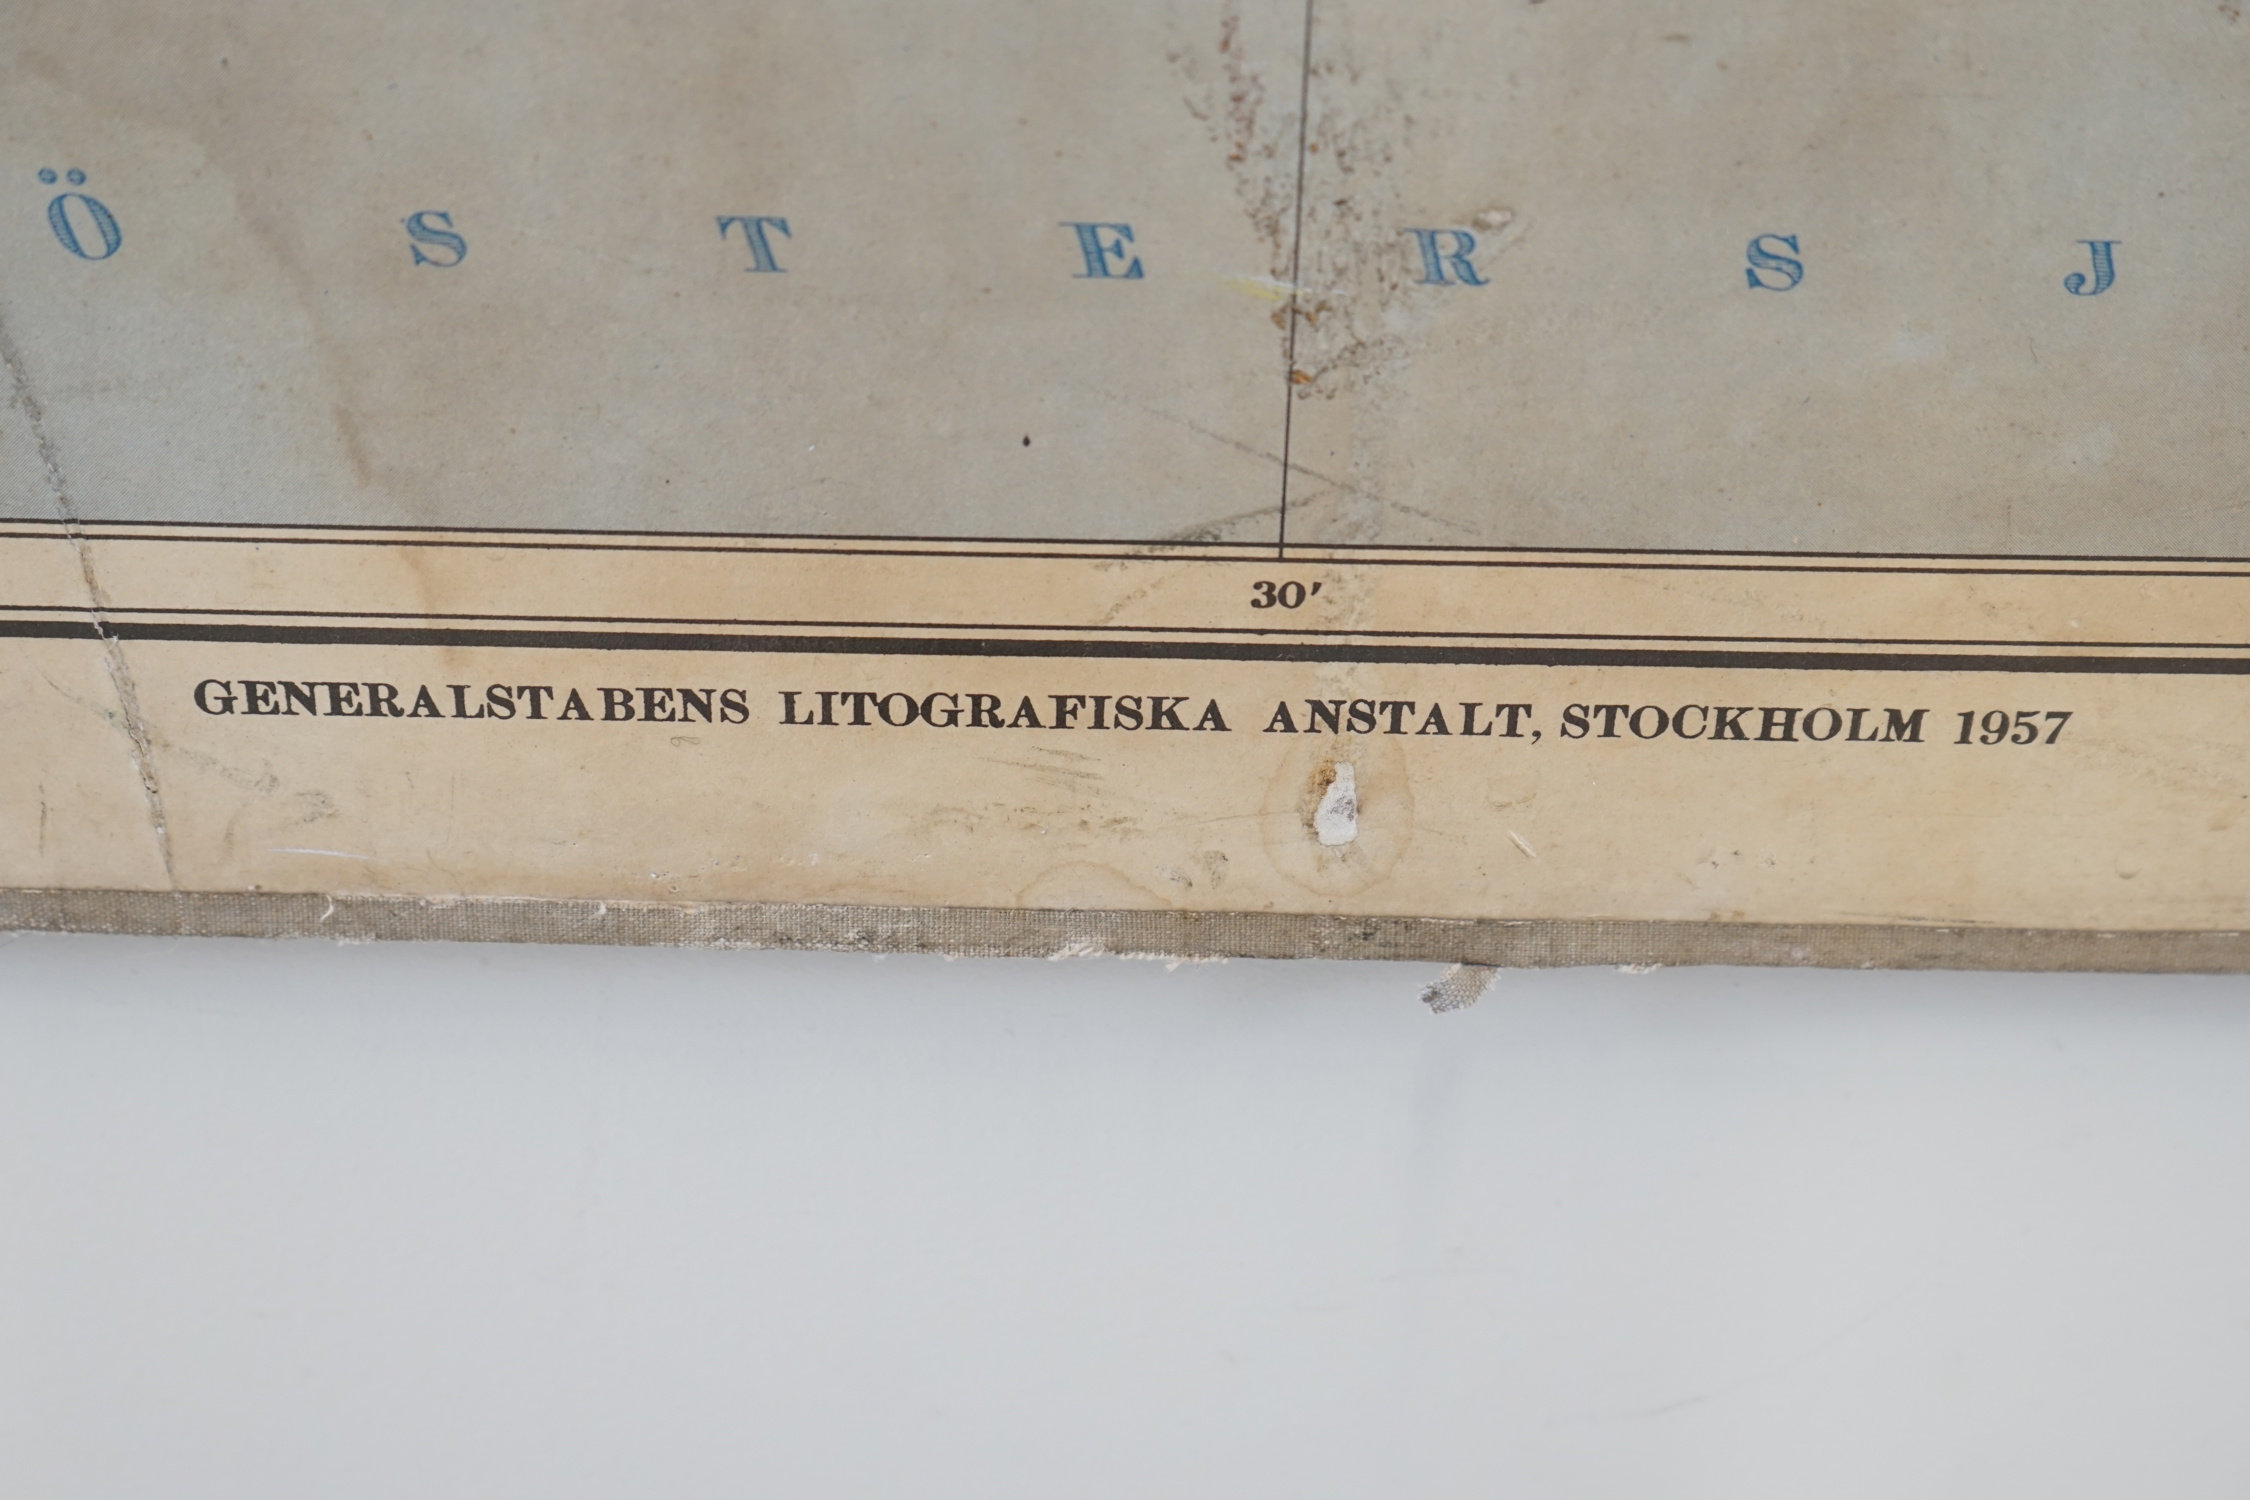 Ö S T E R S J
30'
GENERALSTABENS LITOGRAFISKA ANSTALT, STOCKHOLM 1957